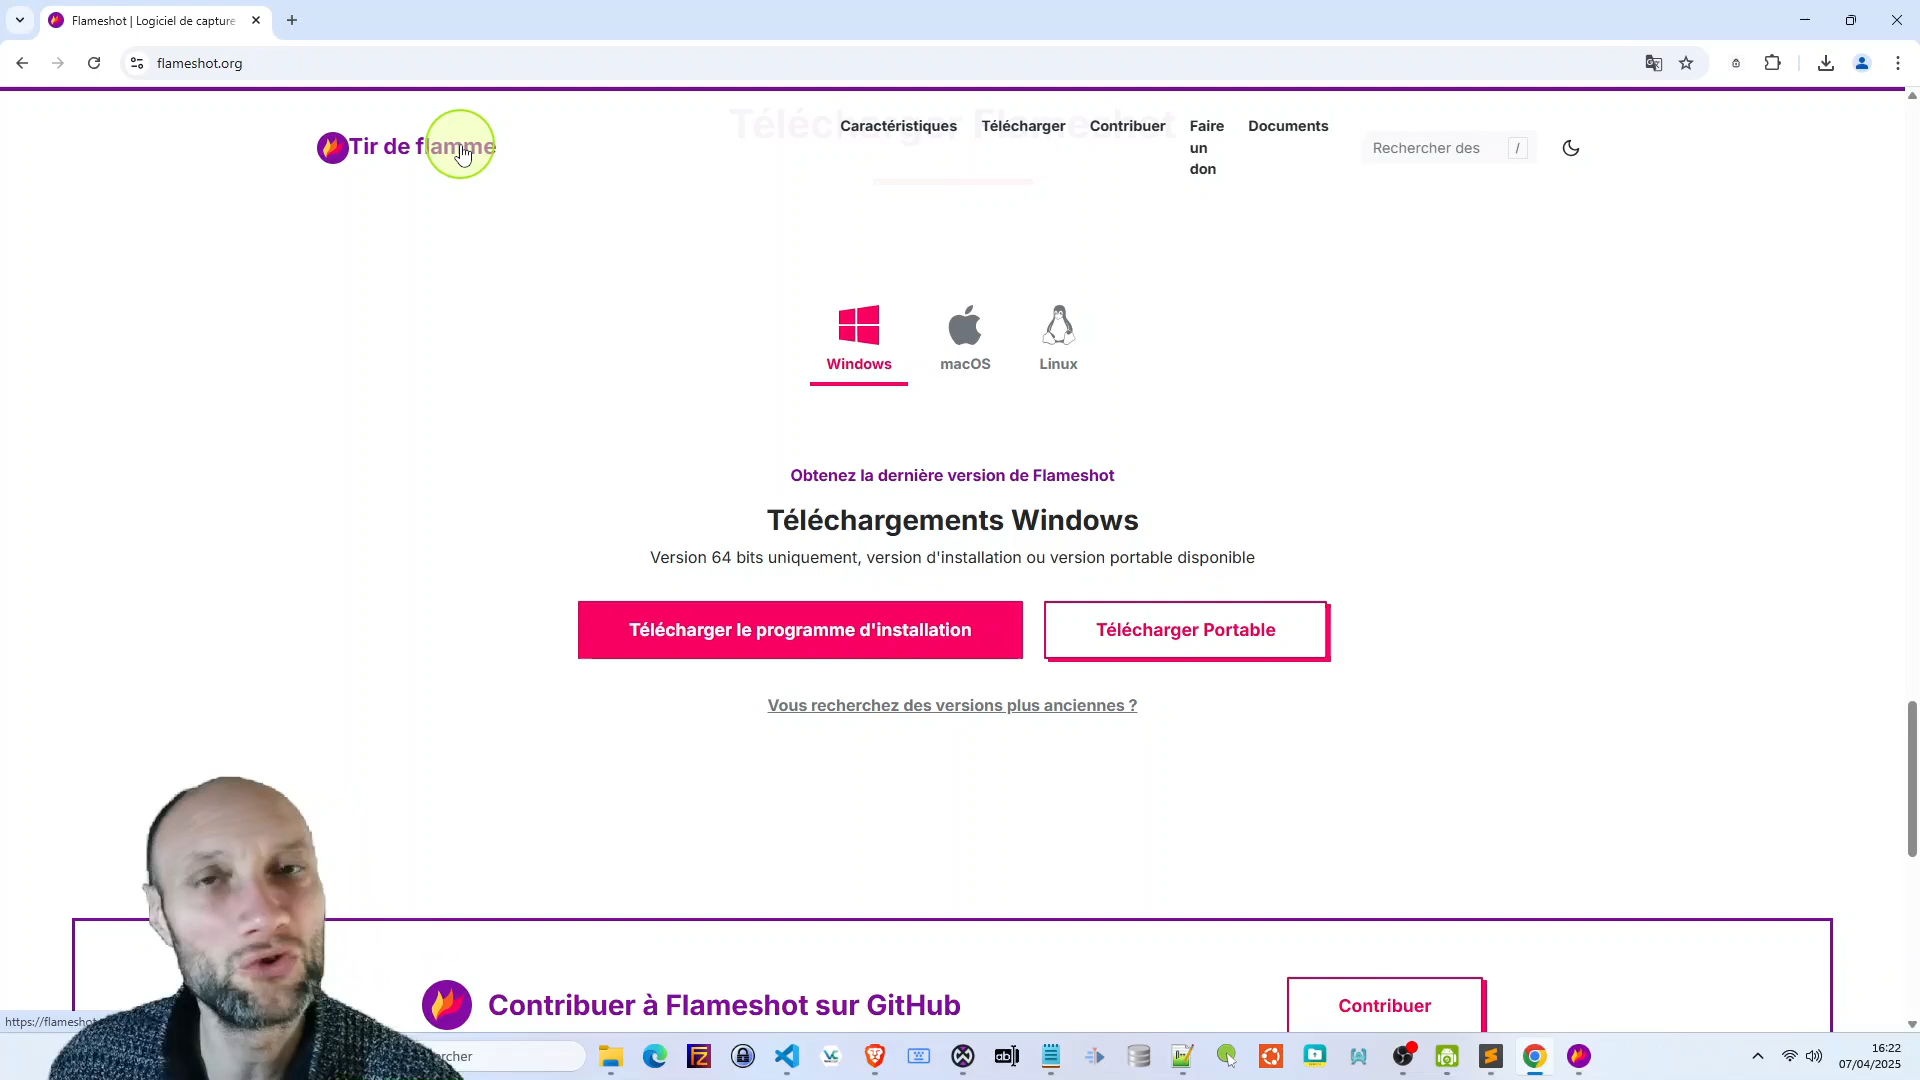 Flameshot | Logiciel de capture
flameshot.org
Télécharger Flameshot
Tir de flamme
Caractéristiques
Télécharger
Contribuer
Faire
un
don
Documents
Rechercher des
/
Windows
macOS
Linux
Obtenez la dernière version de Flameshot
Téléchargements Windows
Version 64 bits uniquement, version d'installation ou version portable disponible
Télécharger le programme d'installation
Télécharger Portable
Vous recherchez des versions plus anciennes ?
Contribuer à Flameshot sur GitHub
Contribuer
https://flameshot
16:22
07/04/2025